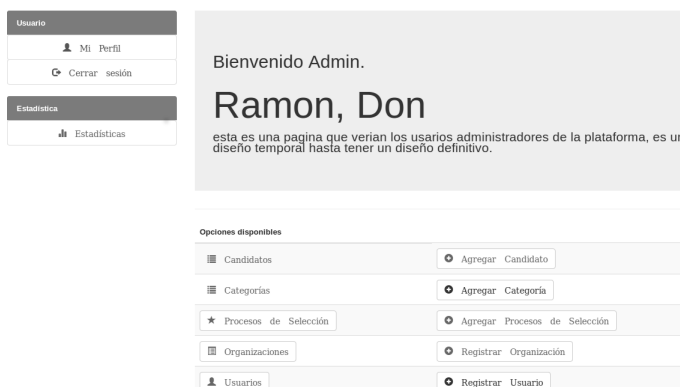 Usuario
Mi Perfil
Cerrar sesión
Estadística
Estadísticas
Bienvenido Admin.
Ramon, Don
esta es una pagina que verian los usarios administradores de la plataforma, es
diseño temporal hasta tener un diseño definitivo.
Opciones disponibles
Candidatos Agregar Candidato
Categorías Agregar Categoría
Procesos de Selección Agregar Procesos de Selección
Organizaciones Registrar Organización
Usuarios Registrar Usuario